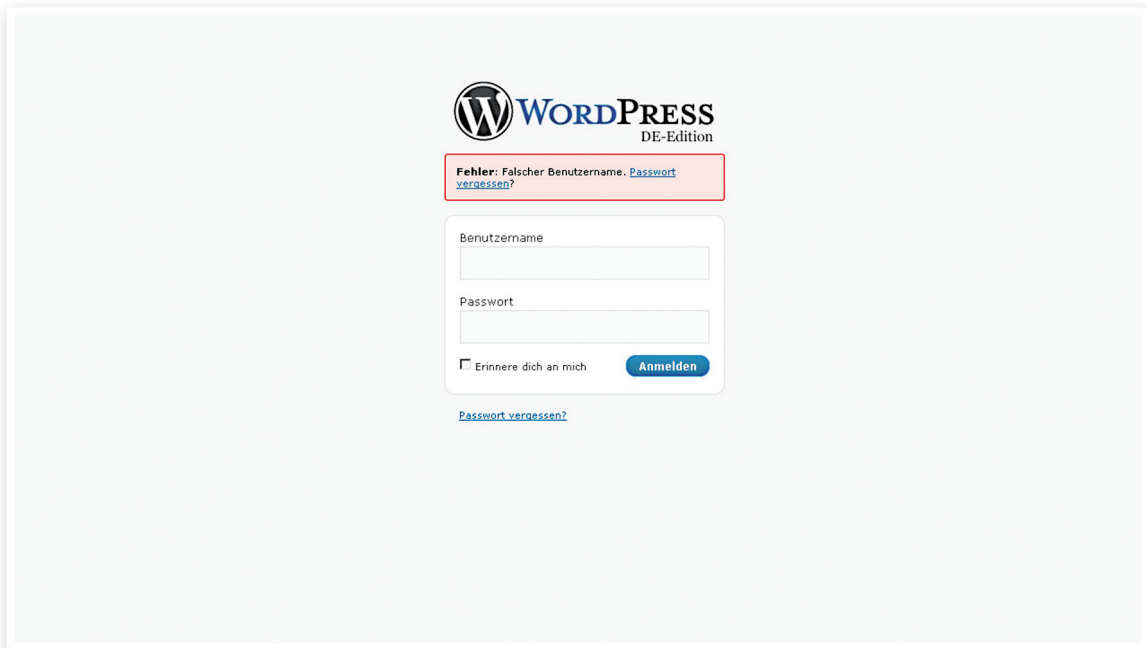 WORDPRESS
DE-Edition
Fehler: Falscher Benutzername. Passwort
vergessen?
Benutzername
Passwort
Erinnere dich an mich
Anmelden
Passwort vergessen?